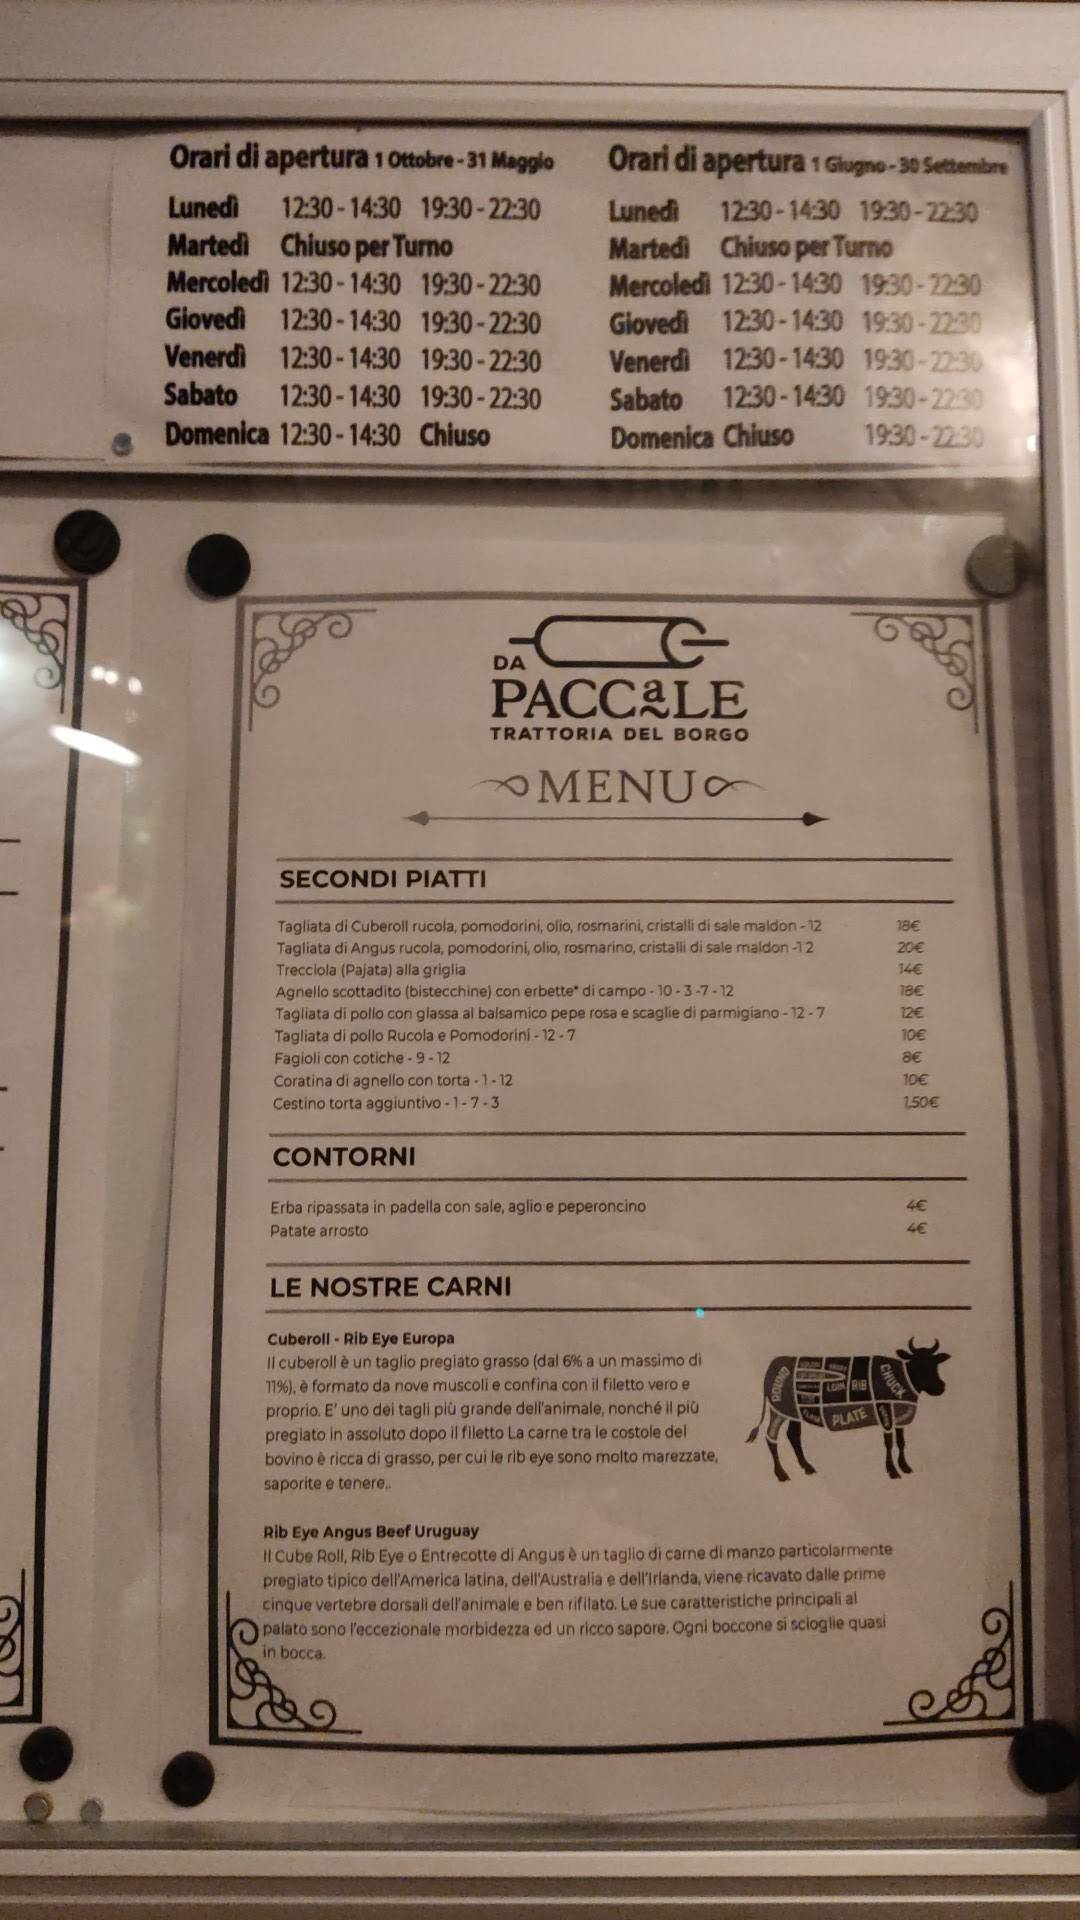 Orari di apertura 1 Ottobre - 31 Maggio
Lunedì 12:30 - 14:30 19:30 - 22:30
Martedì Chiuso per Turno
Mercoledì 12:30 - 14:30 19:30 - 22:30
Giovedì 12:30 - 14:30 19:30 - 22:30
Venerdì 12:30 - 14:30 19:30 - 22:30
Sabato 12:30 - 14:30 19:30 - 22:30
Domenica 12:30 - 14:30 Chiuso
Orari di apertura 1 Giugno - 30 Settembre
Lunedì 12:30 - 14:30 19:30 - 22:30
Martedì Chiuso per Turno
Mercoledì 12:30 - 14:30 19:30 - 22:30
Giovedì 12:30 - 14:30 19:30 - 22:30
Venerdì 12:30 - 14:30 19:30 - 22:30
Sabato 12:30 - 14:30 19:30 - 22:30
Domenica Chiuso 19:30 - 22:30
DA
PACCaLE
TRATTORIA DEL BORGO
MENU
SECONDI PIATTI
Tagliata di Cuberoll rucola, pomodorini, olio, rosmarini, cristalli di sale maldon - 12 18€
Tagliata di Angus rucola, pomodorini, olio, rosmarino, cristalli di sale maldon -12 20€
Trecciola (Pajata) alla griglia 14€
Agnello scottadito (bistecchine) con erbette* di campo - 10 - 3 -7 - 12 18€
Tagliata di pollo con glassa al balsamico pepe rosa e scaglie di parmigiano - 12 - 7 12€
Tagliata di pollo Rucola e Pomodorini - 12 - 7 10€
Fagioli con cotiche - 9 - 12 8€
Coratina di agnello con torta - 1 - 12 10€
Cestino torta aggiuntivo - 1 - 7 - 3 1,50€
CONTORNI
Erba ripassata in padella con sale, aglio e peperoncino 4€
Patate arrosto 4€
LE NOSTRE CARNI
Cuberoll - Rib Eye Europa
Il cuberoll è un taglio pregiato grasso (dal 6% a un massimo di
11%), è formato da nove muscoli e confina con il filetto vero e
proprio. E' uno dei tagli più grande dell'animale, nonché il più
pregiato in assoluto dopo il filetto La carne tra le costole del
bovino è ricca di grasso, per cui le rib eye sono molto marezzate,
saporite e tenere..
ROUND
LOIN
RIB
CHUCK
PLATE
Rib Eye Angus Beef Uruguay
Il Cube Roll, Rib Eye o Entrecotte di Angus è un taglio di carne di manzo particolarmente
pregiato tipico dell'America latina, dell'Australia e dell'Irlanda, viene ricavato dalle prime
cinque vertebre dorsali dell'animale e ben rifilato. Le sue caratteristiche principali al
palato sono l'eccezionale morbidezza ed un ricco sapore. Ogni boccone si scioglie quasi
in bocca.